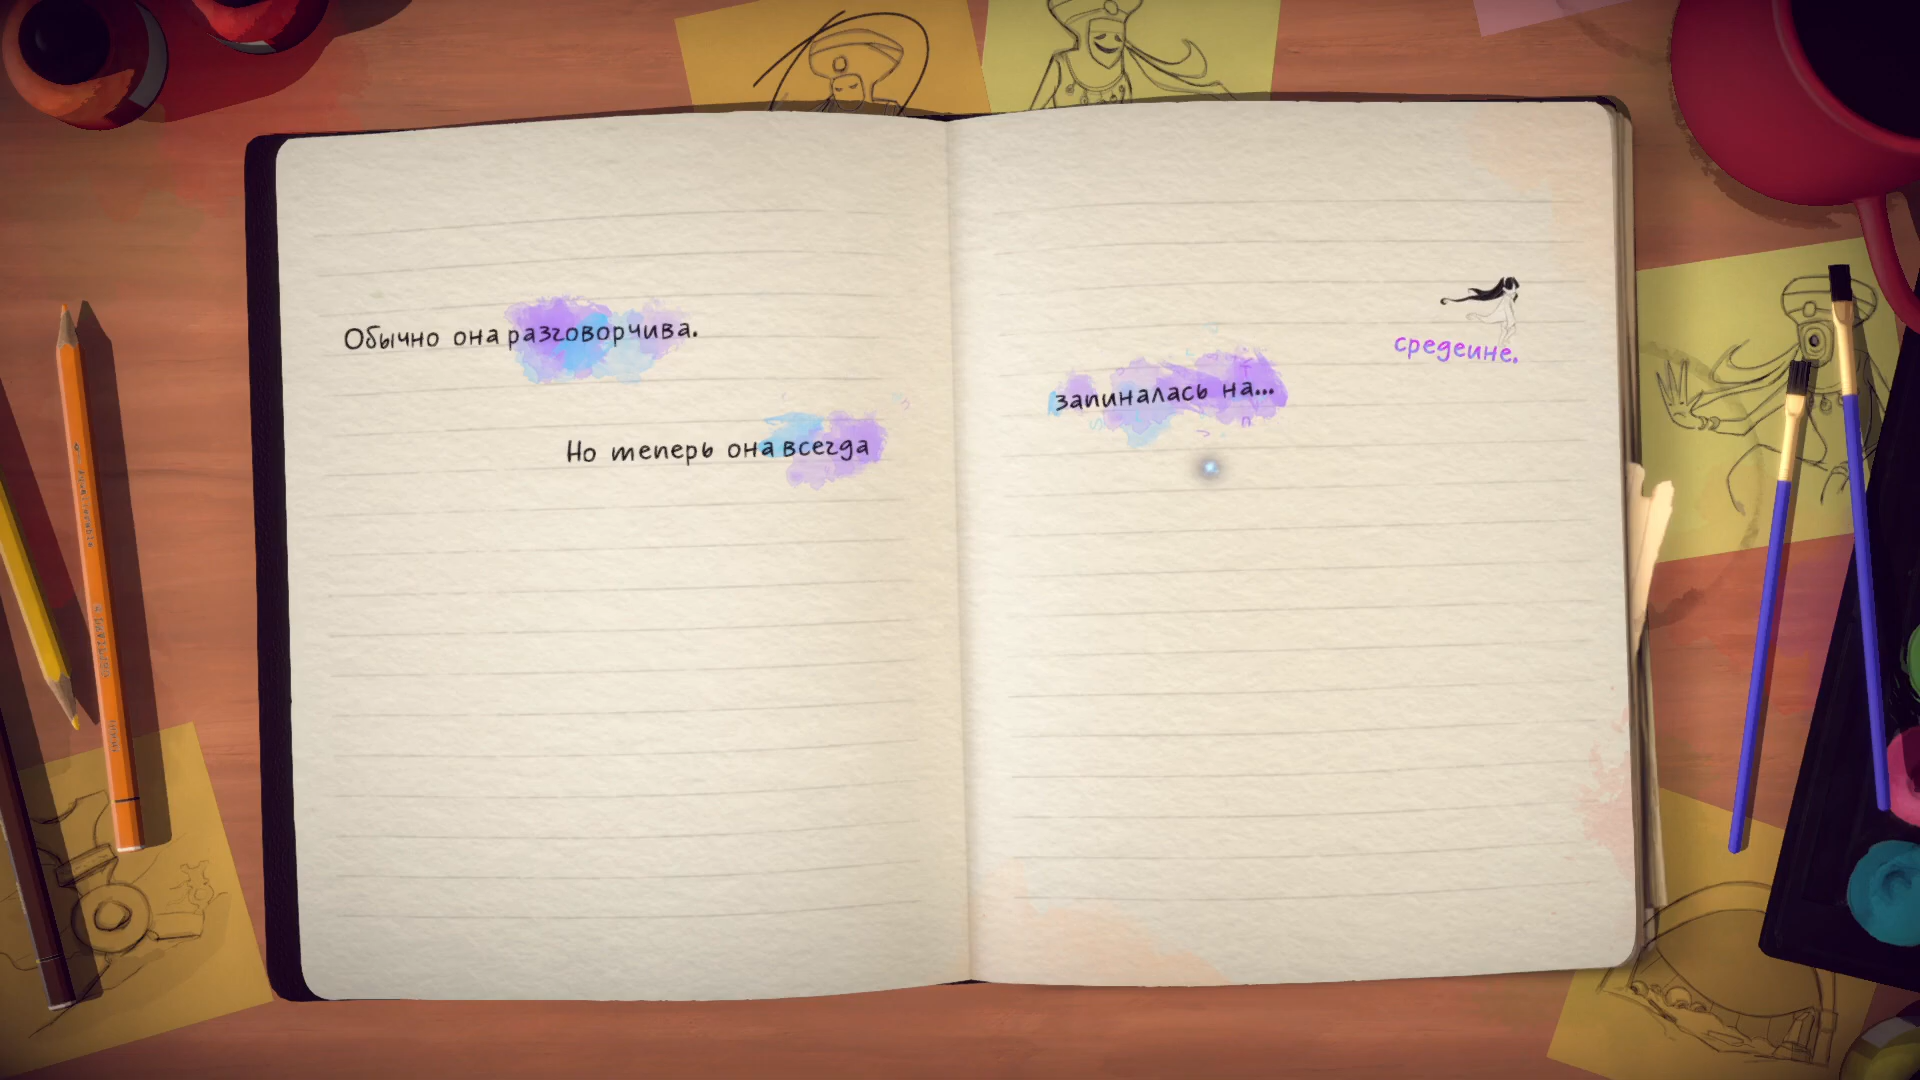 Обычно она разговорчива.
Но теперь она всегда
запиналась на...
средеине.